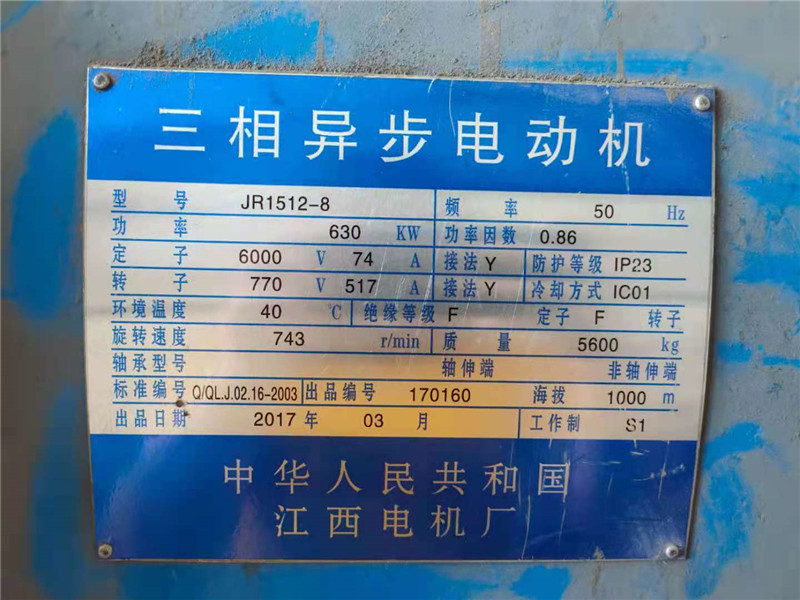 三相异步电动机
型 号 JR1512-8 频 率 50 Hz
功 率 630 KW 功率因数 0.86
定 子 6000 V 74 A 接法 Y 防护等级 IP23
转 子 770 V 517 A 接法 Y 冷却方式 IC01
环境温度 40 ℃ 绝缘等级 F 定子 F 转子
旋转速度 743 r/min 质 量 5600 kg
轴承型号 轴伸端 非轴伸端
标准编号 Q/QL.J.02.16-2003 出品编号 170160 海拔 1000 m
出品日期 2017 年 03 月 工作制 S1
中华人民共和国
江西电机厂